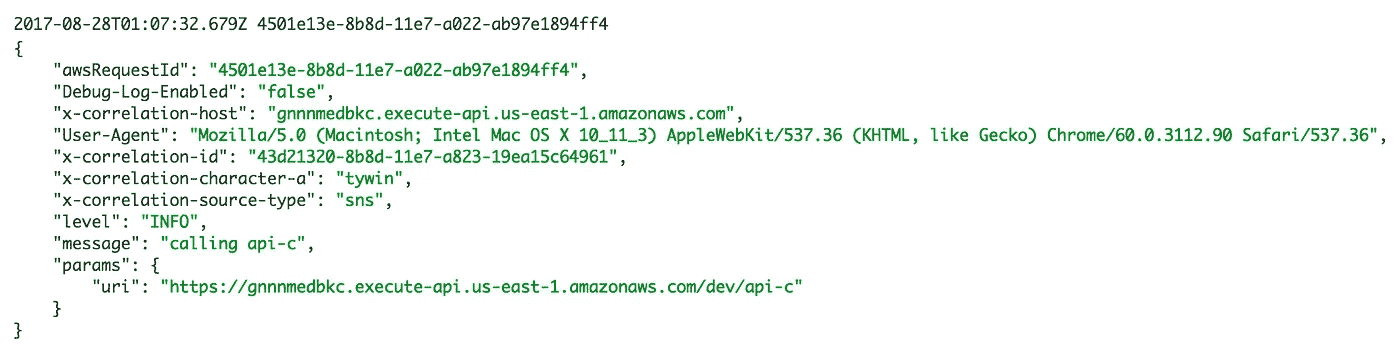 2017-08-28T01:07:32.679Z 4501e13e-8b8d-11e7-a022-ab97e1894ff4
{
    "awsRequestId": "4501e13e-8b8d-11e7-a022-ab97e1894ff4",
    "Debug-Log-Enabled": "false",
    "x-correlation-host": "gnnnmedbkc.execute-api.us-east-1.amazonaws.com",
    "User-Agent": "Mozilla/5.0 (Macintosh; Intel Mac OS X 10_11_3) AppleWebKit/537.36 (KHTML, like Gecko) Chrome/60.0.3112.90 Safari/537.36",
    "x-correlation-id": "43d21320-8b8d-11e7-a823-19ea15c64961",
    "x-correlation-character-a": "tywin",
    "x-correlation-source-type": "sns",
    "level": "INFO",
    "message": "calling api-c",
    "params": {
        "uri": "https://gnnnmedbkc.execute-api.us-east-1.amazonaws.com/dev/api-c"
    }
}